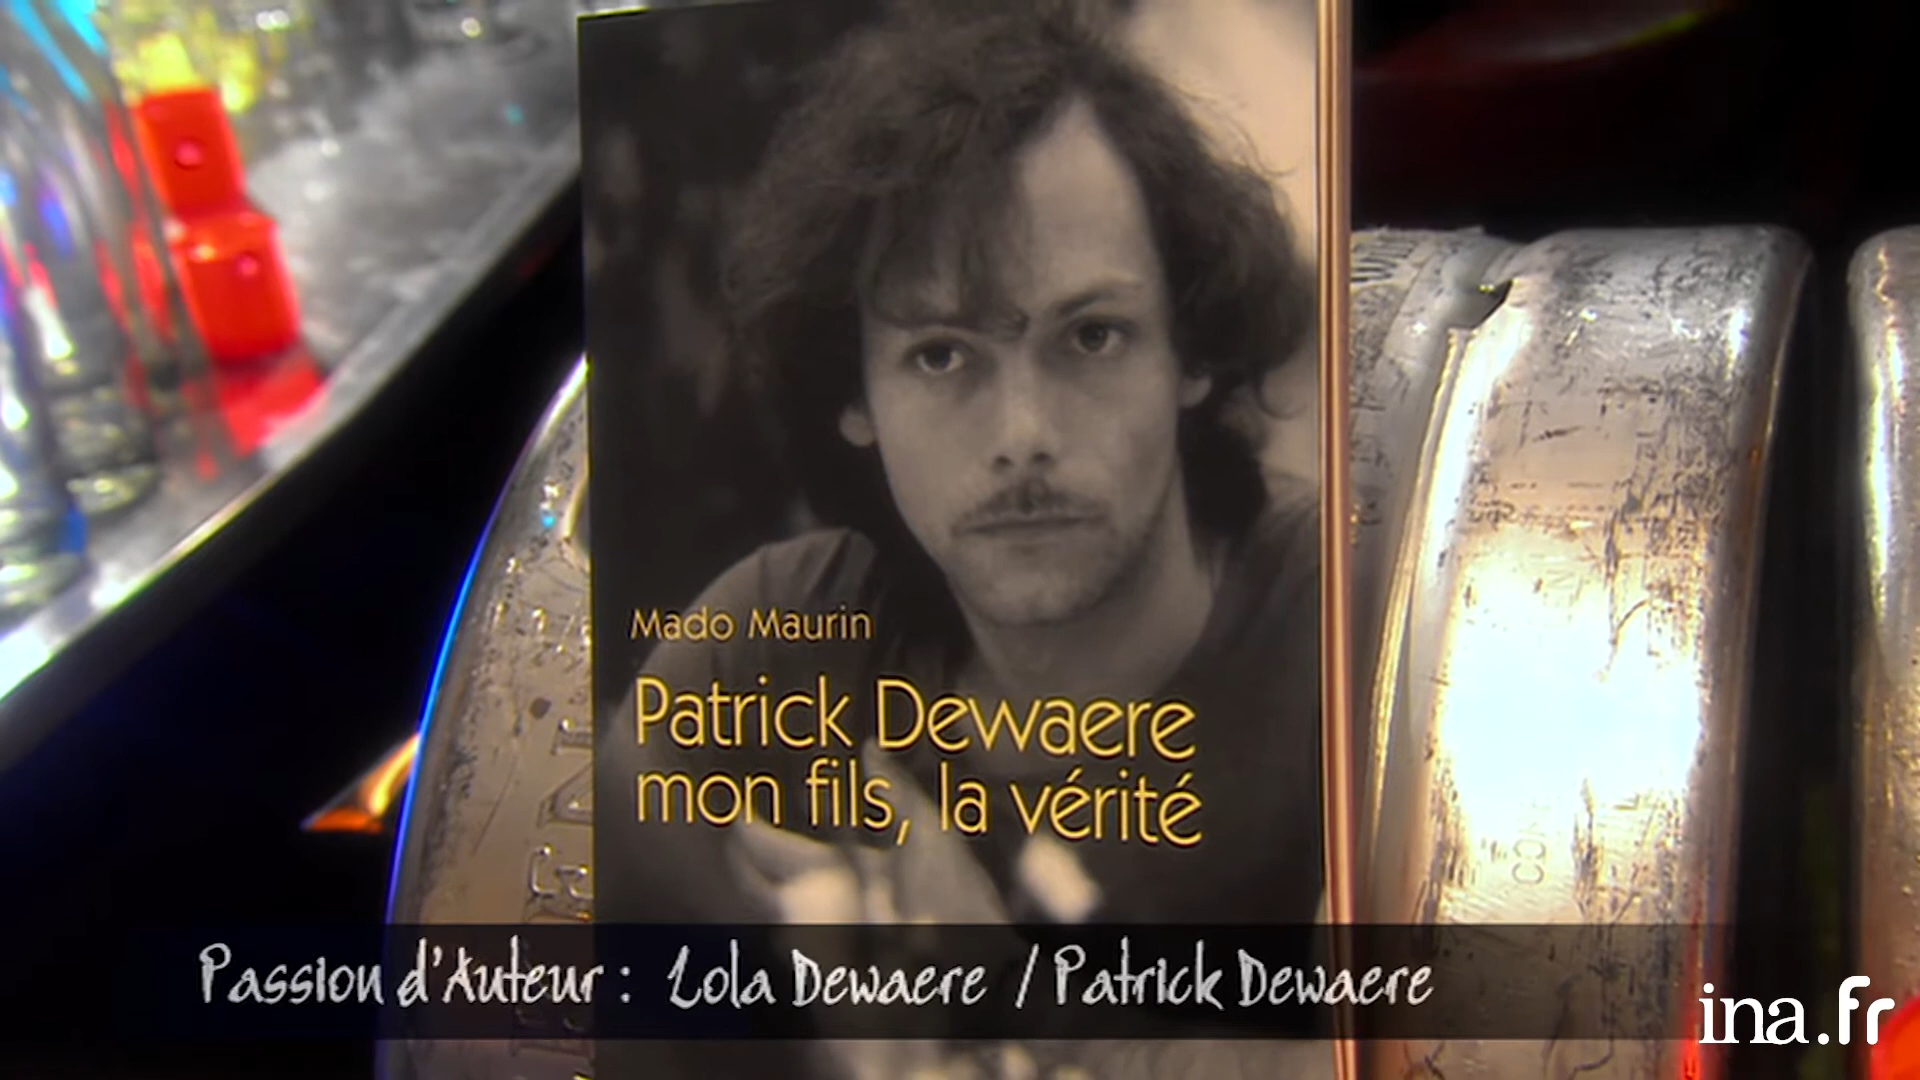 Mado Maurin
Patrick Dewaere
mon fils, la vérité
Passion d'Auteur : Lola Dewaere / Patrick Dewaere
ina.fr